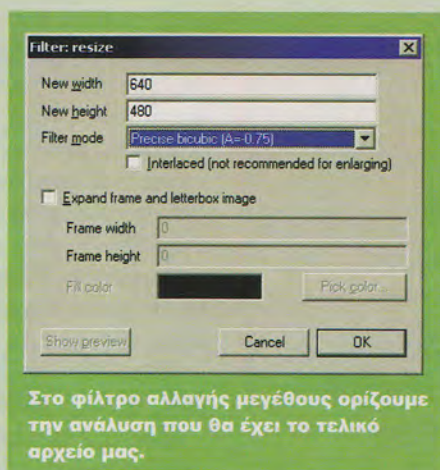 Filter: resize
New width 640
New height 480
Filter mode Precise bicubic (A=-0.75)
Interlaced (not recommended for enlarging)
Expand frame and letterbox image
Frame width 0
Frame height 0
Fill color Pick color...
Show preview Cancel OK
Στο φίλτρο αλλαγής μεγέθους ορίζουμε
την ανάλυση που θα έχει το τελικό
αρχείο μας.